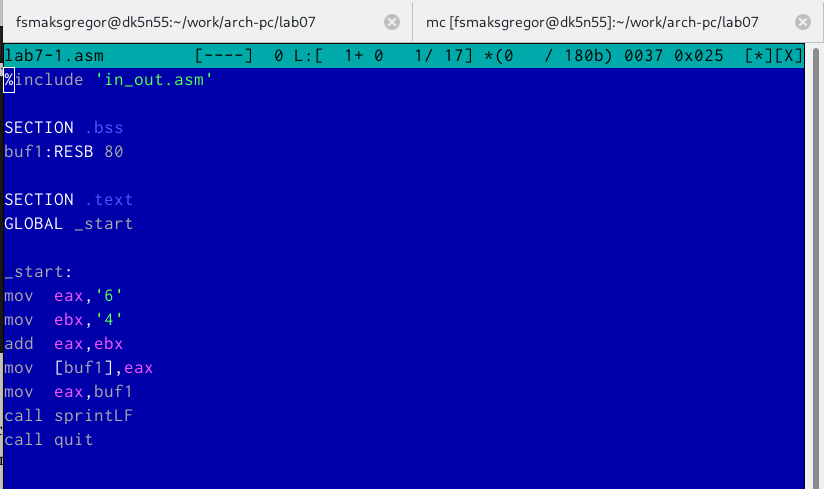 fsmaksgregor@dk5n55:~/work/arch-pc/lab07
mc [fsmaksgregor@dk5n55]:~/work/arch-pc/lab07
lab7-1.asm [----] 0 L:[ 1+ 0 1/ 17] *(0 / 180b) 0037 0x025 [*][X]
%include 'in_out.asm'
SECTION .bss
buf1:RESB 80
SECTION .text
GLOBAL _start
_start:
mov eax,'6'
mov ebx,'4'
add eax,ebx
mov [buf1],eax
mov eax,buf1
call sprintLF
call quit